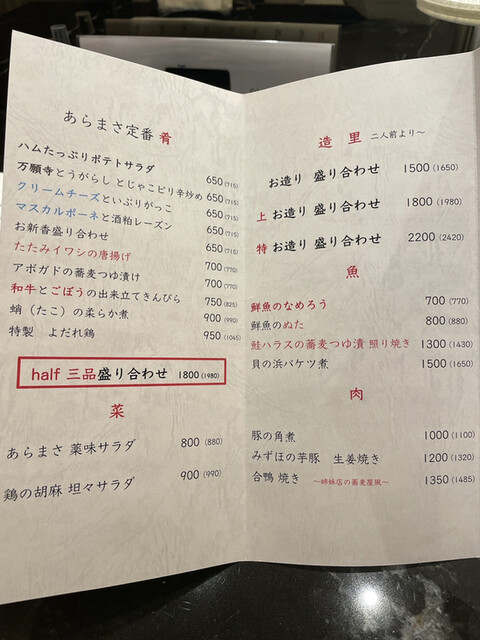 あらまさ定番 肴
ハムたっぷりポテトサラダ 650(715)
万願寺とうがらし とじゃこピリ辛炒め 650(715)
クリームチーズといぶりがっこ 650(715)
マスカルポーネと酒粕レーズン 650(715)
お新香盛り合わせ 650(715)
たたみイワシの唐揚げ 700(770)
アボガドの蕎麦つゆ漬け 700(770)
和牛とごぼうの出来立てきんぴら 750(825)
蛸（たこ）の柔らか煮 900(990)
特製 よだれ鶏 950(1045)
half 三品盛り合わせ 1800(1980)
菜
あらまさ 薬味サラダ 800(880)
鶏の胡麻 坦々サラダ 900(990)
造 里 二人前より～
お造り 盛り合わせ 1500(1650)
上 お造り 盛り合わせ 1800(1980)
特 お造り 盛り合わせ 2200(2420)
魚
鮮魚のなめろう 700(770)
鮮魚のぬた 800(880)
鮭ハラスの蕎麦つゆ漬 照り焼き 1300(1430)
貝の浜バケツ煮 1500(1650)
肉
豚の角煮 1000(1100)
みずほの芋豚 生姜焼き 1200(1320)
合鴨 焼き ～姉妹店の蕎麦屋風～ 1350(1485)